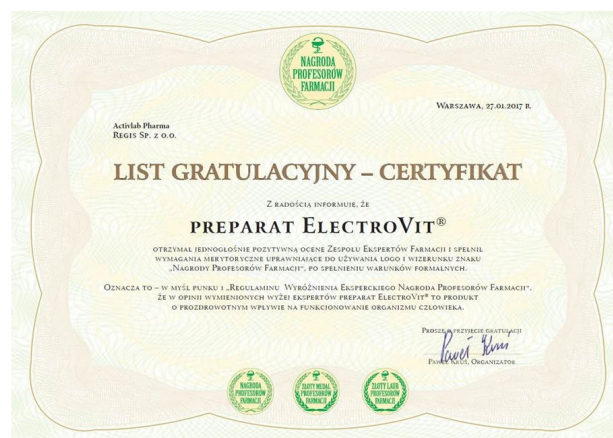 NAGRODA
PROFESORÓW
FARMACJI
WARSZAWA, 27.01.2017 R.
Activlab Pharma
REGIS SP. Z O.O.
LIST GRATULACYJNY – CERTYFIKAT
Z RADOŚCIĄ INFORMUJĘ, ŻE
PREPARAT ELECTROVIT®
OTRZYMAŁ JEDNOGŁOŚNIE POZYTYWNĄ OCENĘ ZESPOŁU EKSPERTÓW FARMACJI I SPEŁNIŁ
WYMAGANIA MERYTORYCZNE UPRAWNIAJĄCE DO UŻYWANIA LOGO I WIZERUNKU ZNAKU
„NAGRODY PROFESORÓW FARMACJI", PO SPEŁNIENIU WARUNKÓW FORMALNYCH.
OZNACZA TO – W MYŚL PUNKU I „REGULAMINU WYRÓŻNIENIA EKSPERCKIEGO NAGRODA PROFESORÓW FARMACJI".
ŻE W OPINII WYMIENIONYCH WYŻEJ EKSPERTÓW PREPARAT ELECTROVIT® TO PRODUKT
O PROZDROWOTNYM WPŁYWIE NA FUNKCJONOWANIE ORGANIZMU CZŁOWIEKA.
PROSZĘ O PRZYJĘCIE GRATULACJI
Paweł Kruś
PAWEŁ KRUŚ, ORGANIZATOR
NAGRODA
PROFESORÓW
FARMACJI
ZŁOTY MEDAL
PROFESORÓW
FARMACJI
ZŁOTY LAUR
PROFESORÓW
FARMACJI